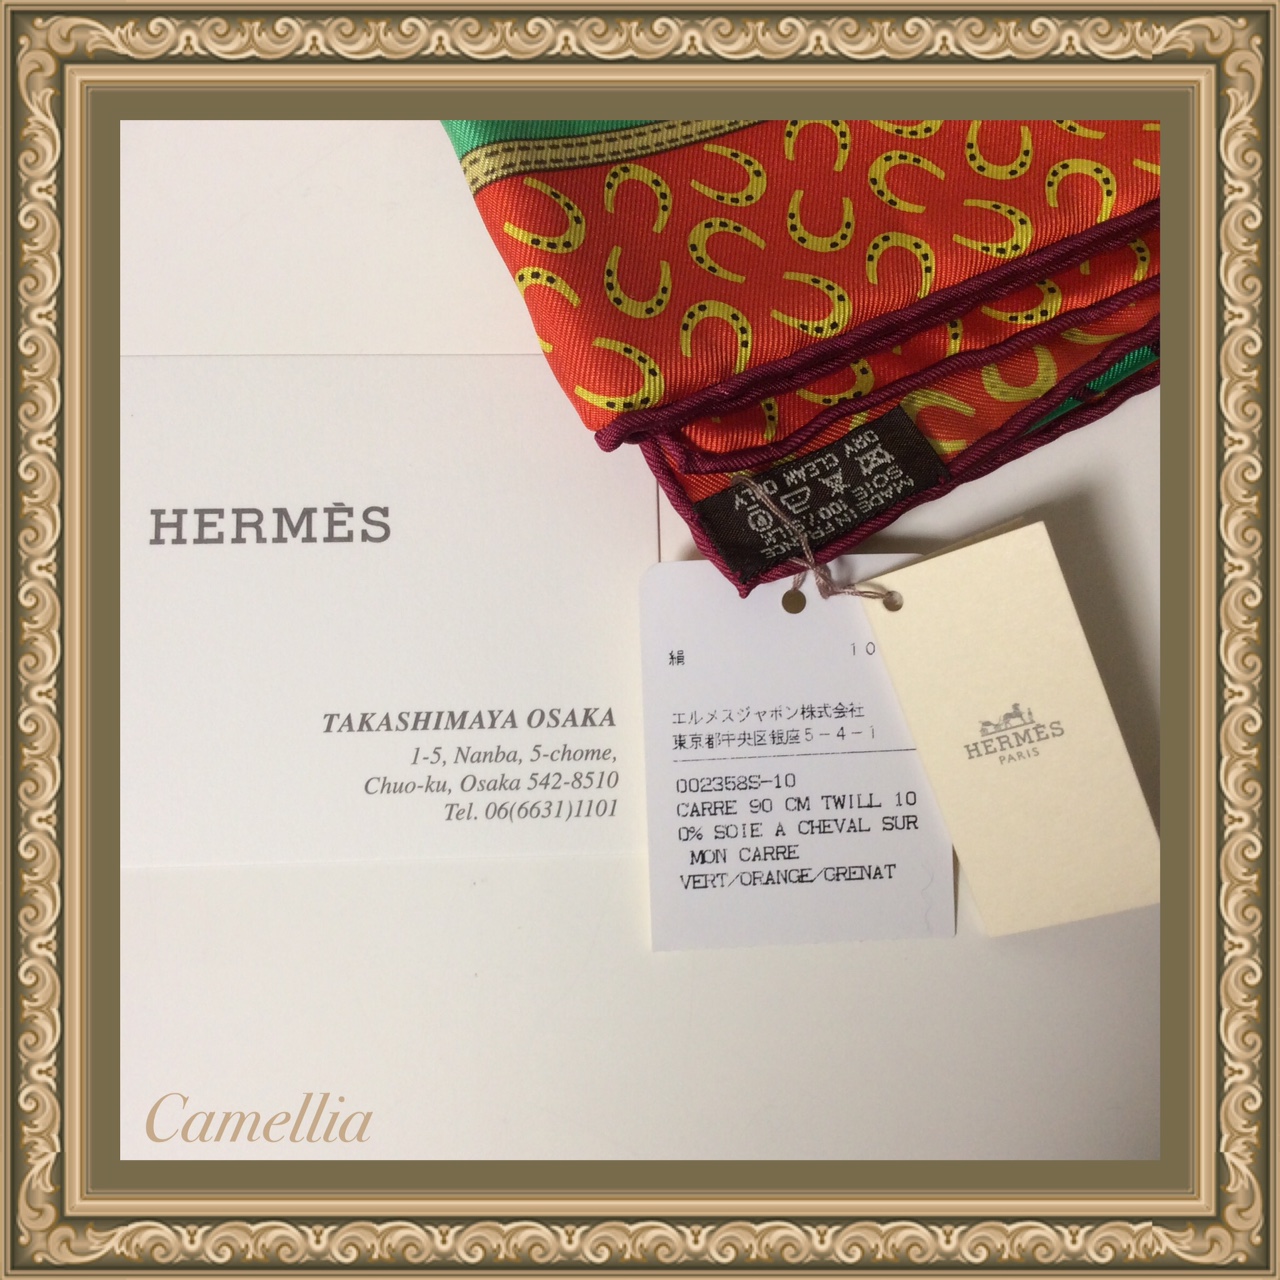 HERMÈS
TAKASHIMAYA OSAKA
1-5, Nanba, 5-chome,
Chuo-ku, Osaka 542-8510
Tel. 06(6631)1101
MADE IN FRANCE
SOIE 100% SILK
DRY CLEAN ONLY
絹 10
エルメスジャポン株式会社
東京都中央区銀座5-4-1
002358S-10
CARRE 90 CM TWILL 10
0% SOIE A CHEVAL SUR
MON CARRE
VERT/ORANGE/GRENAT
HERMÈS
PARIS
Camellia